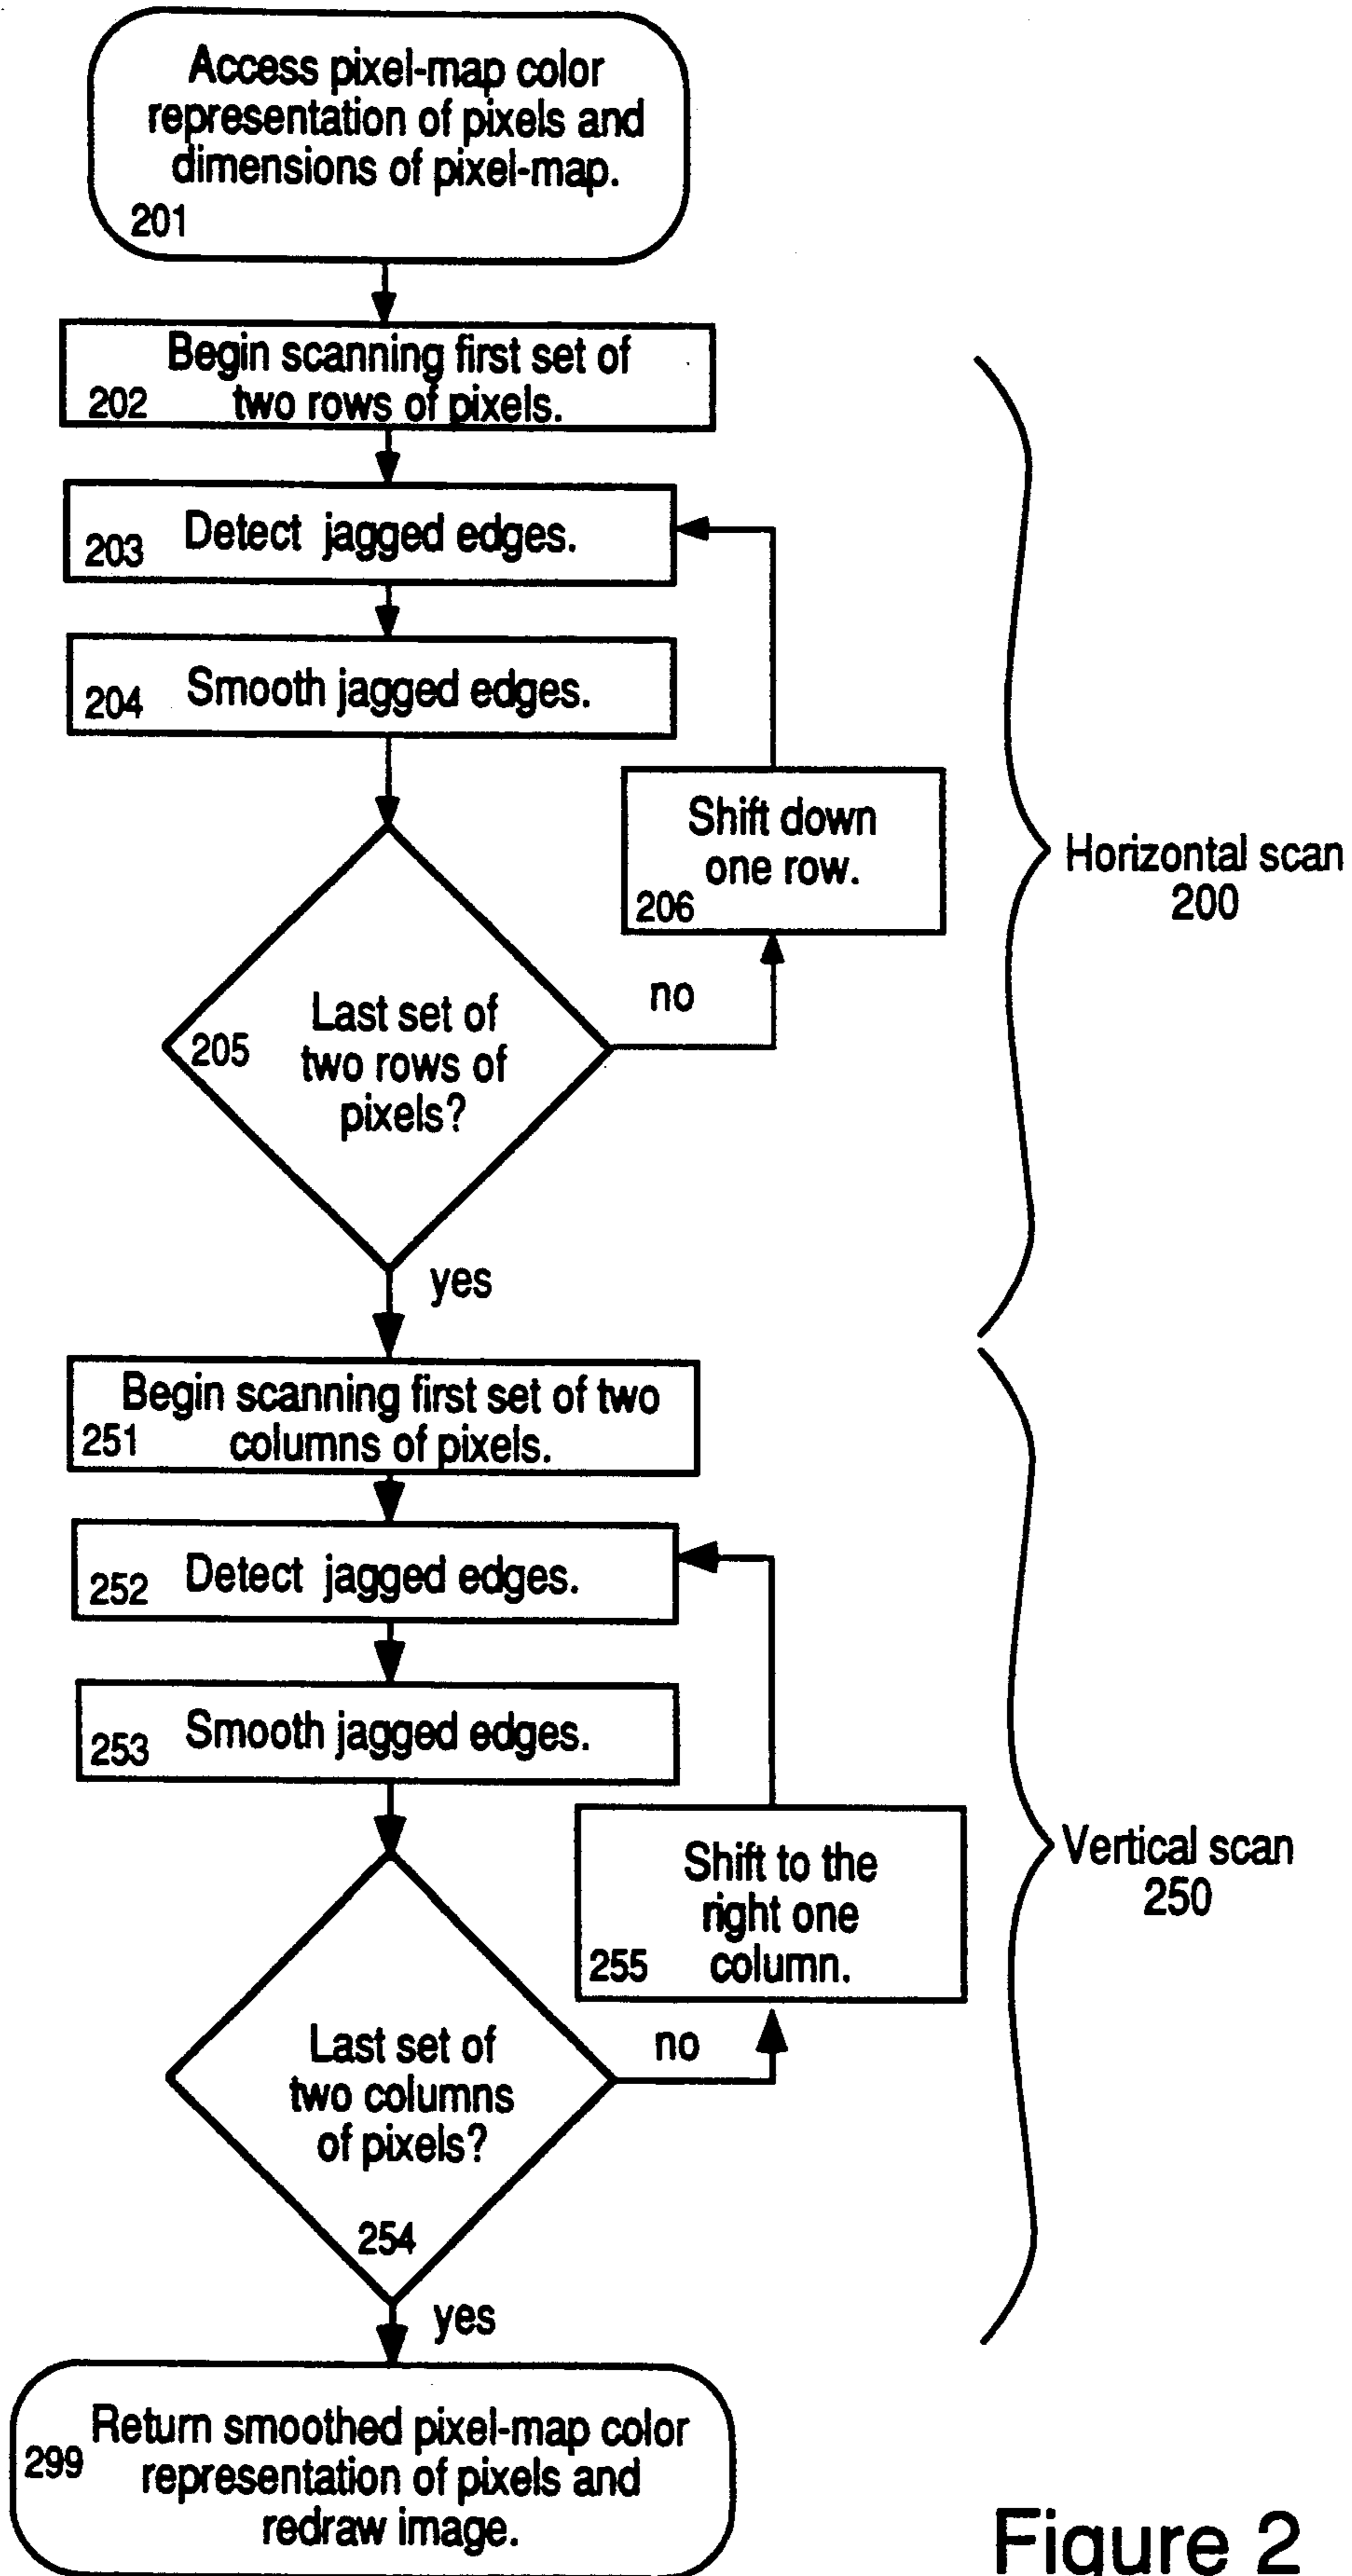 Access pixel-map color
representation of pixels and
dimensions of pixel-map.
201
Begin scanning first set of
202 two rows of pixels.
203 Detect jagged edges.
204 Smooth jagged edges.
Shift down
one row.
206
Horizontal scan
200
no
205
Last set of
two rows of
pixels?
yes
Begin scanning first set of two
251 columns of pixels.
252 Detect jagged edges.
253 Smooth jagged edges.
Shift to the
right one
255 column.
Vertical scan
250
no
Last set of
two columns
of pixels?
254
yes
299
Return smoothed pixel-map color
representation of pixels and
redraw image.
Figure 2